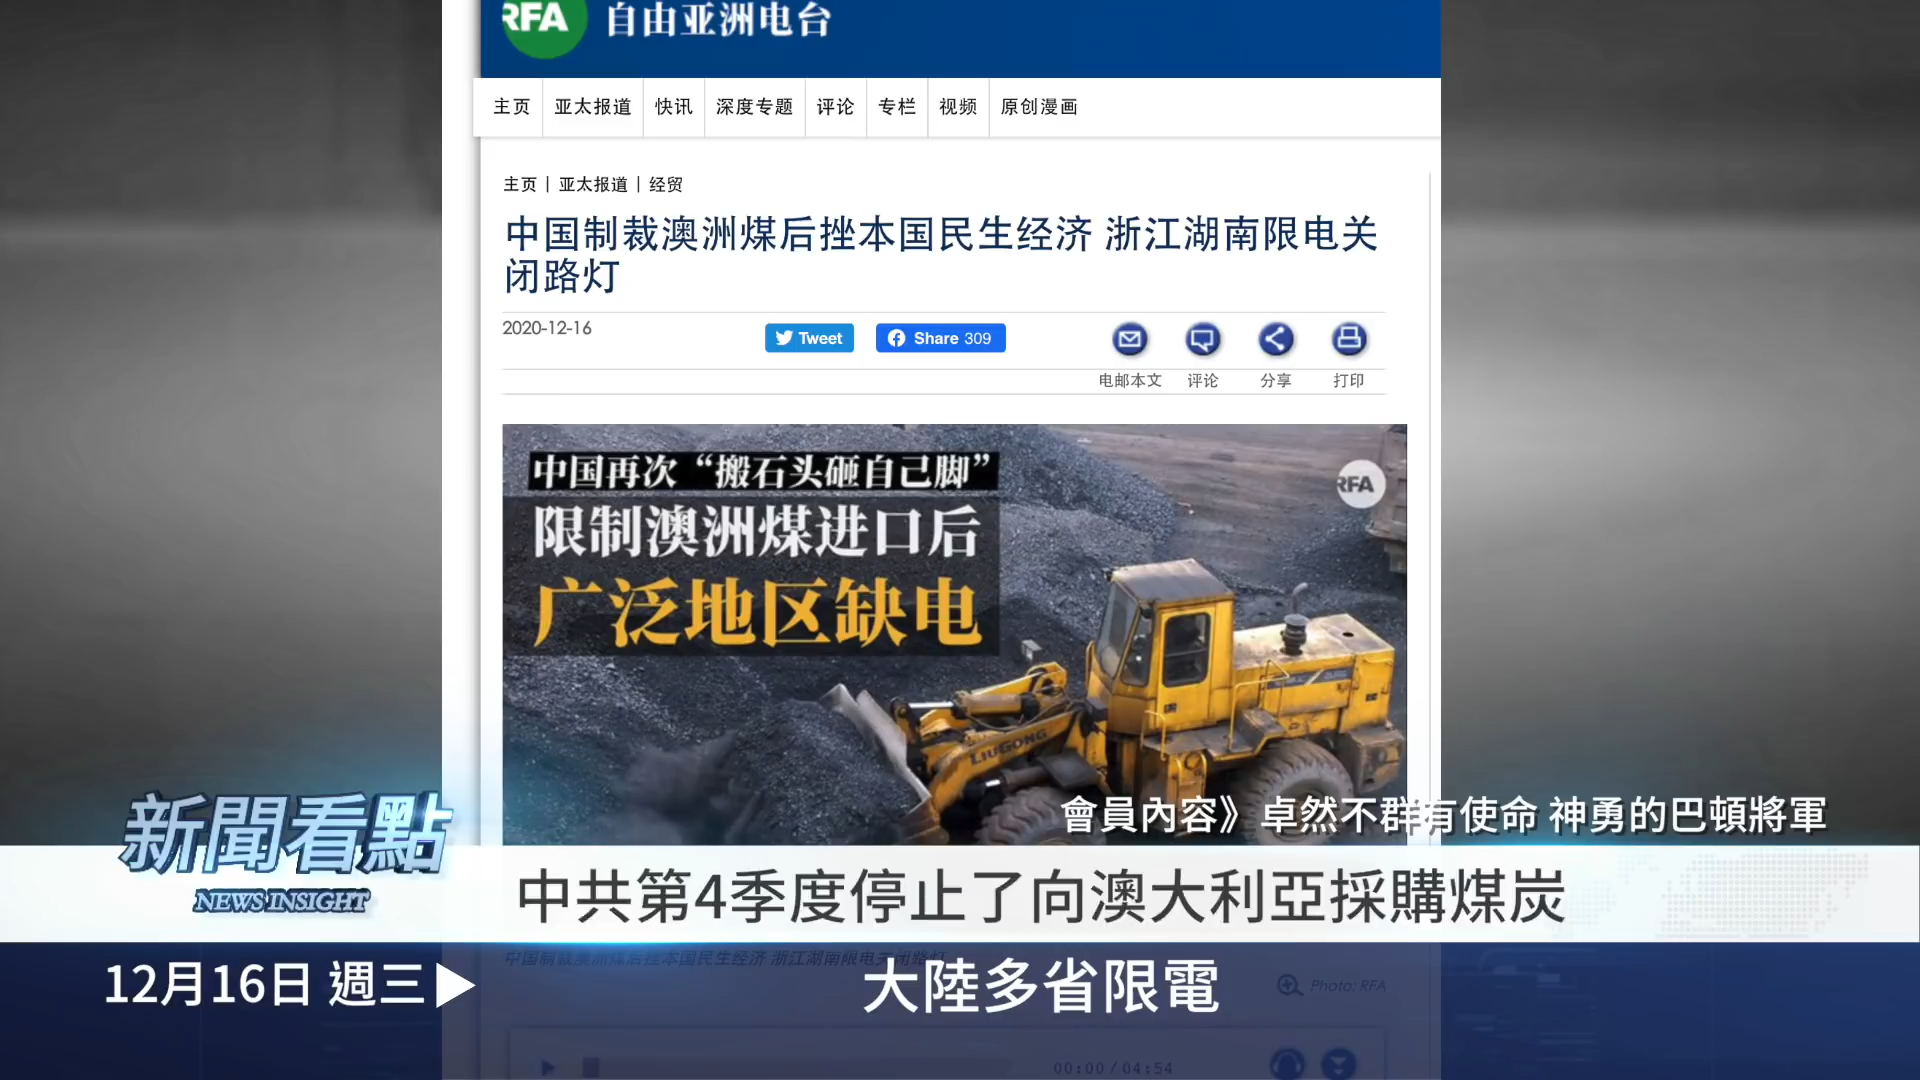 RFA 自由亚洲电台
主页 亚太报道 快讯 深度专题 评论 专栏 视频 原创漫画
主页 | 亚太报道 | 经贸
中国制裁澳洲煤后挫本国民生经济 浙江湖南限电关
闭路灯
2020-12-16
Tweet
Share 309
电邮本文 评论 分享 打印
中国再次“搬石头砸自己脚”
RFA
限制澳洲煤进口后
广泛地区缺电
LIUGONG
會員內容》卓然不群有使命 神勇的巴頓將軍
新聞看點
NEWS INSIGHT
中共第4季度停止了向澳大利亞採購煤炭
中国制裁澳洲煤后挫本国民生经济 浙江湖南限电关闭路灯
12月16日 週三
大陸多省限電
Photo: RFA
00:00 / 04:54